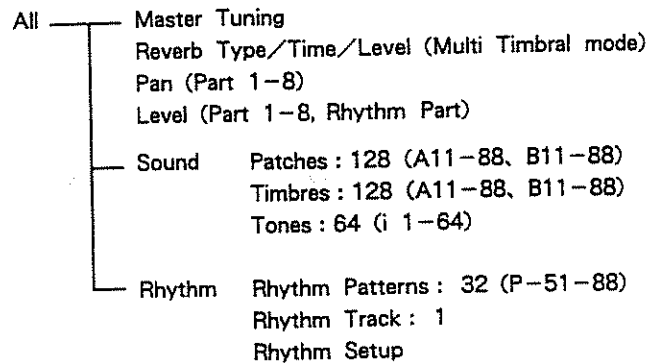 All Master Tuning
Reverb Type／Time／Level (Multi Timbral mode)
Pan (Part 1－8)
Level (Part 1－8, Rhythm Part)
Sound Patches : 128 (A11－88、B11－88)
Timbres : 128 (A11－88、B11－88)
Tones : 64 (i 1－64)
Rhythm Rhythm Patterns : 32 (P－51－88)
Rhythm Track : 1
Rhythm Setup